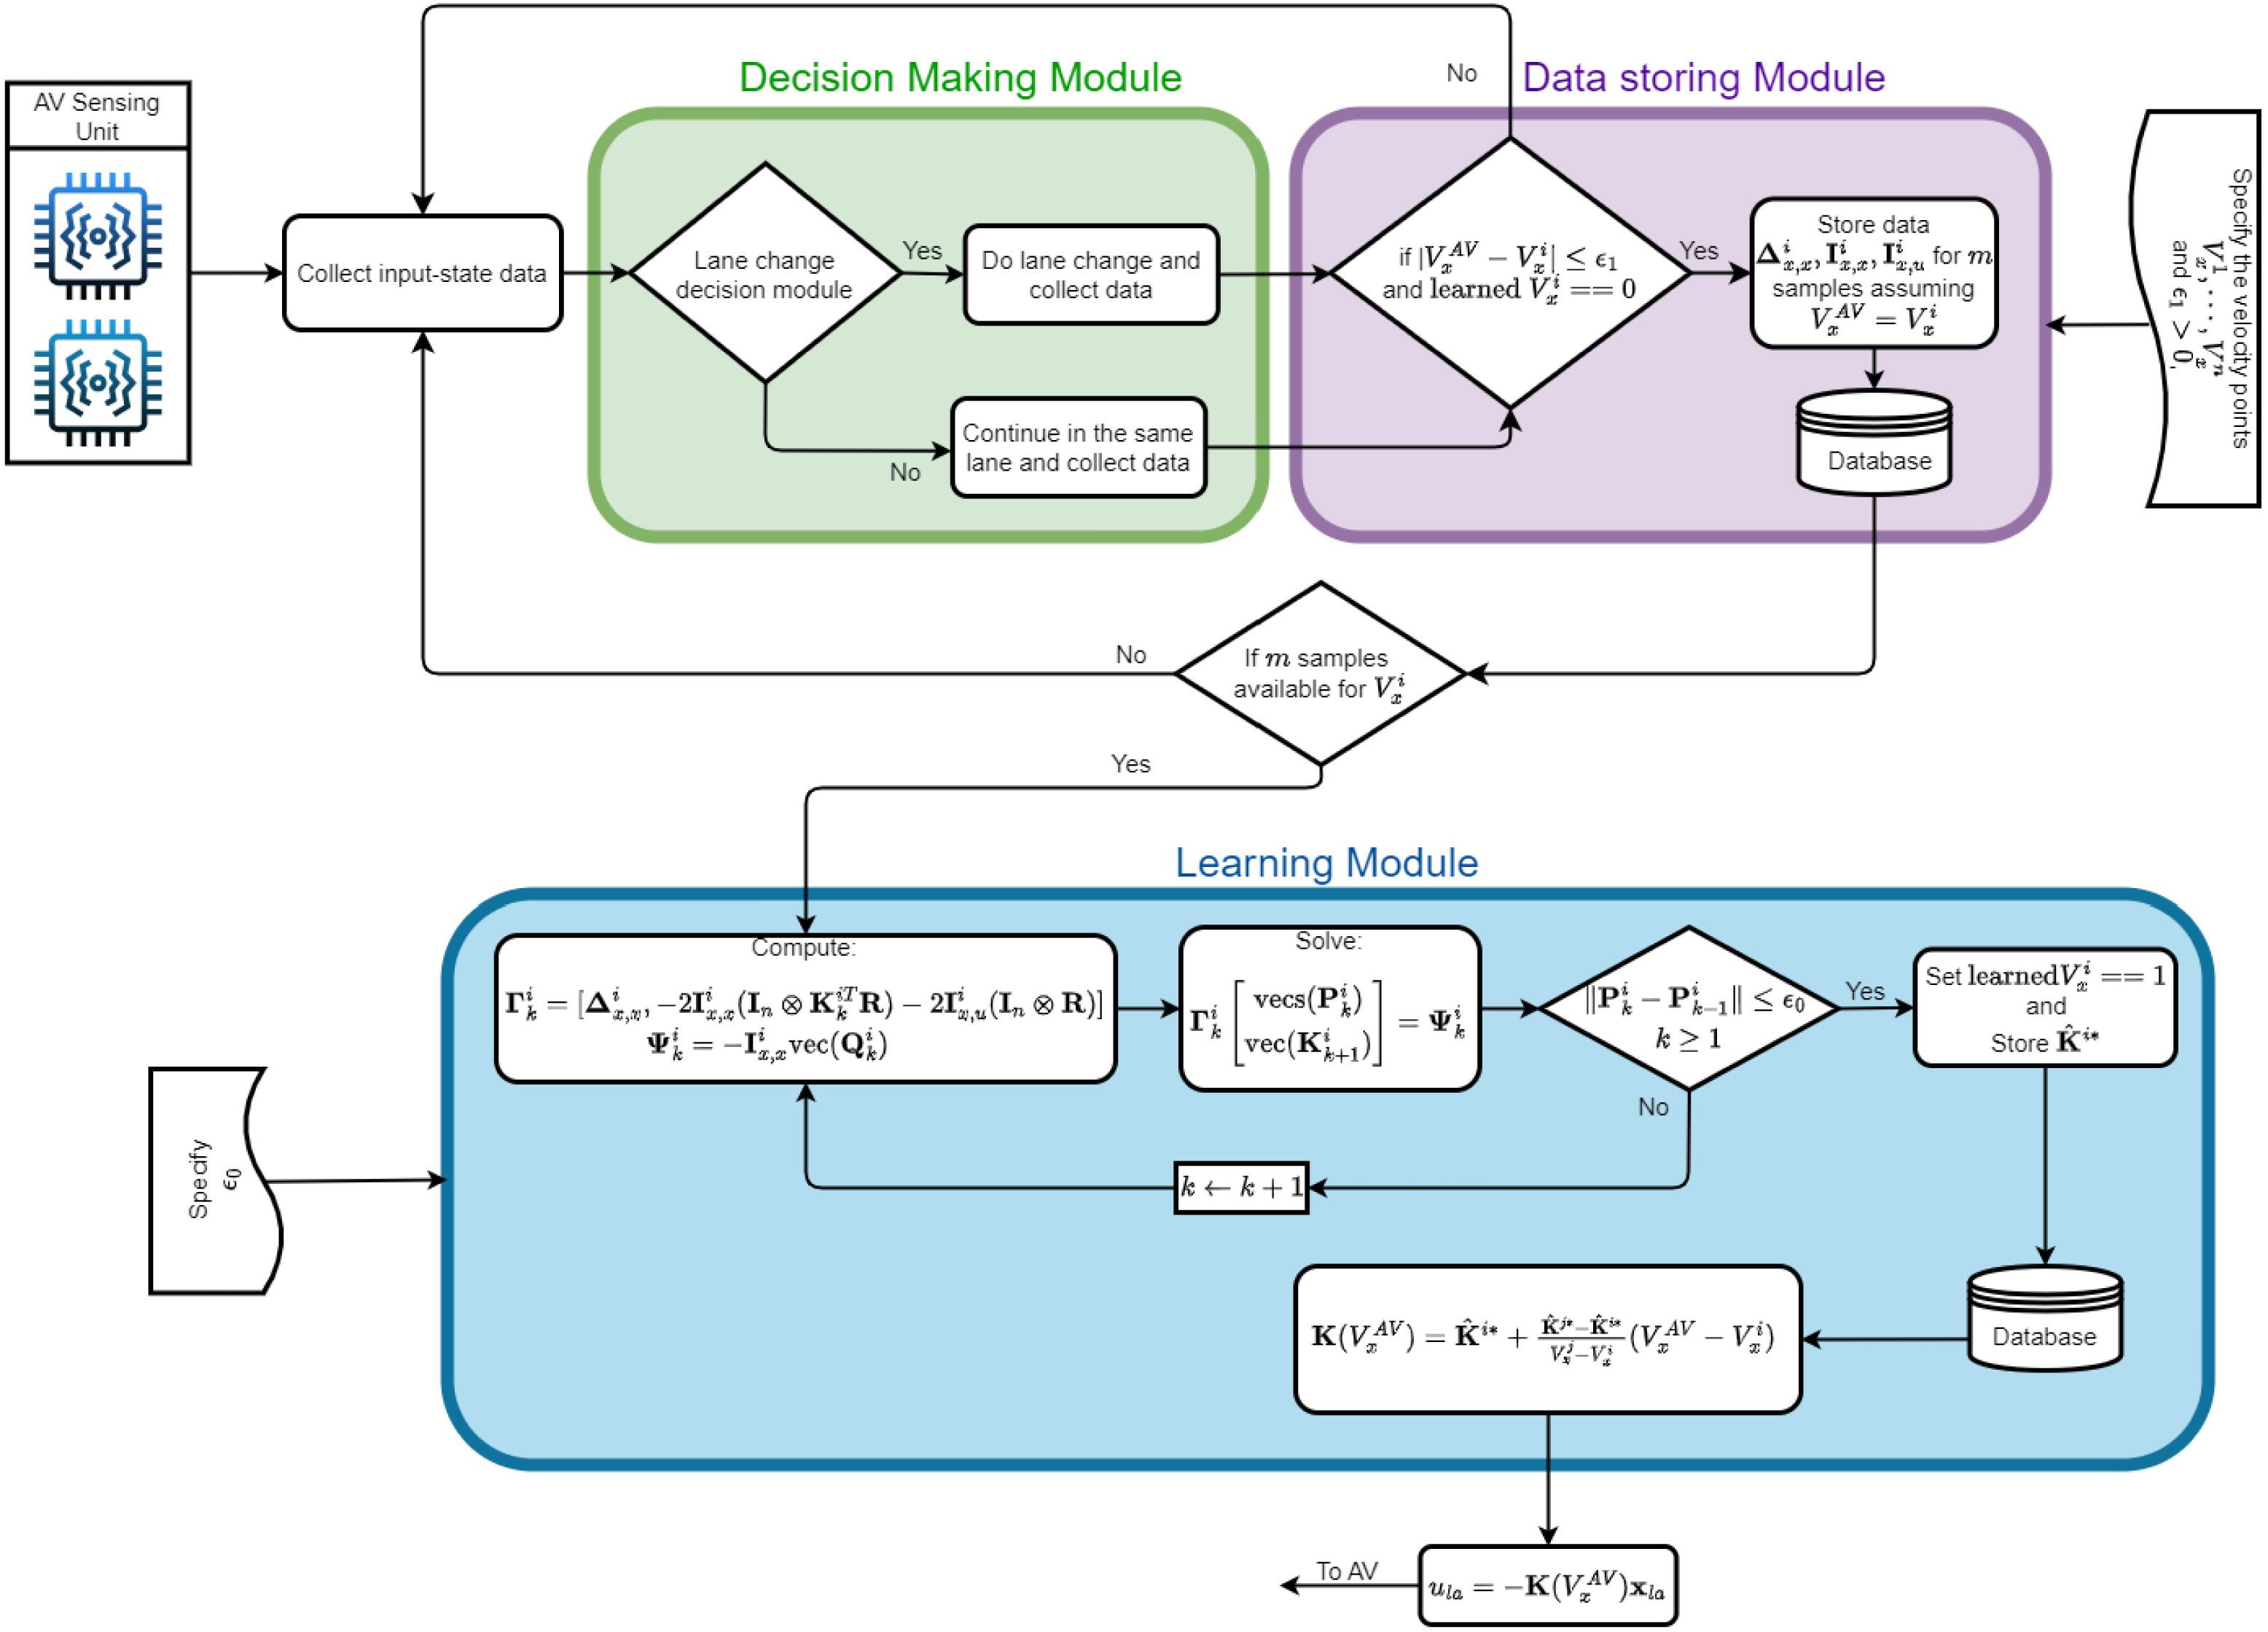 No
Decision Making Module
Data storing Module
AV Sensing
Unit
Collect input-state data
Lane change
decision module
Yes
Do lane change and
collect data
No
Continue in the same
lane and collect data
if $|V_x^{AV} - V_x^i| \leq \epsilon_1$
and learned $V_x^i == 0$
Yes
Store data
$\mathbf{\Delta}_{x,x}^i, \mathbf{I}_{x,x}^i, \mathbf{I}_{x,u}^i$ for $m$
samples assuming
$V_x^{AV} = V_x^i$
Database
Specify the velocity points
$V_x^1, \ldots, V_x^n$
and $\epsilon_1 > 0,$
No
If $m$ samples
available for $V_x^i$
Yes
Learning Module
Compute:
$\mathbf{\Gamma}_k^i = [\mathbf{\Delta}_{x,x}^i, -2\mathbf{I}_{x,x}^i(\mathbf{I}_n \otimes \mathbf{K}_k^{iT}\mathbf{R}) - 2\mathbf{I}_{x,u}^i(\mathbf{I}_n \otimes \mathbf{R})]$
$\mathbf{\Psi}_k^i = -\mathbf{I}_{x,x}^i \text{vec}(\mathbf{Q}_k^i)$
Solve:
$\mathbf{\Gamma}_k^i \begin{bmatrix} \text{vecs}(\mathbf{P}_k^i) \\ \text{vec}(\mathbf{K}_{k+1}^i) \end{bmatrix} = \mathbf{\Psi}_k^i$
$\|\mathbf{P}_k^i - \mathbf{P}_{k-1}^i\| \leq \epsilon_0$
$k \geq 1$
Yes
Set learned$V_x^i == 1$
and
Store $\hat{\mathbf{K}}^{i*}$
No
$k \leftarrow k + 1$
Specify
$\epsilon_0$
Database
$\mathbf{K}(V_x^{AV}) = \hat{\mathbf{K}}^{i*} + \frac{\hat{\mathbf{K}}^{j*} - \hat{\mathbf{K}}^{i*}}{V_x^j - V_x^i}(V_x^{AV} - V_x^i)$
To AV
$u_{la} = -\mathbf{K}(V_x^{AV})\mathbf{x}_{la}$